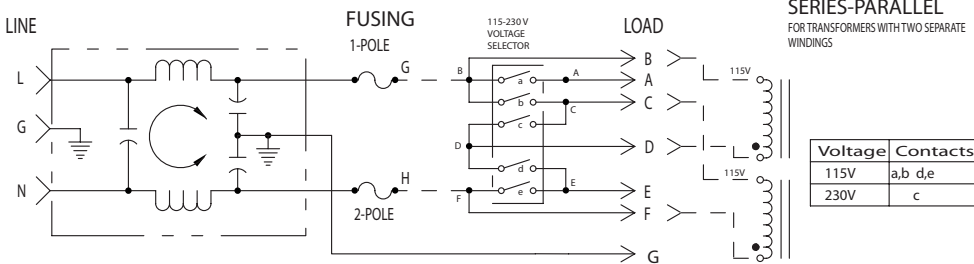 SERIES-PARALLEL
FOR TRANSFORMERS WITH TWO SEPARATE
WINDINGS
LINE
FUSING
115-230 V
VOLTAGE
SELECTOR
LOAD
1-POLE
G
L
B
a
A
B
A
115V
b
C
C
G
c
D
D
Voltage Contacts
115V a,b d,e
230V c
N
H
d
E
115V
e
E
F
F
2-POLE
G